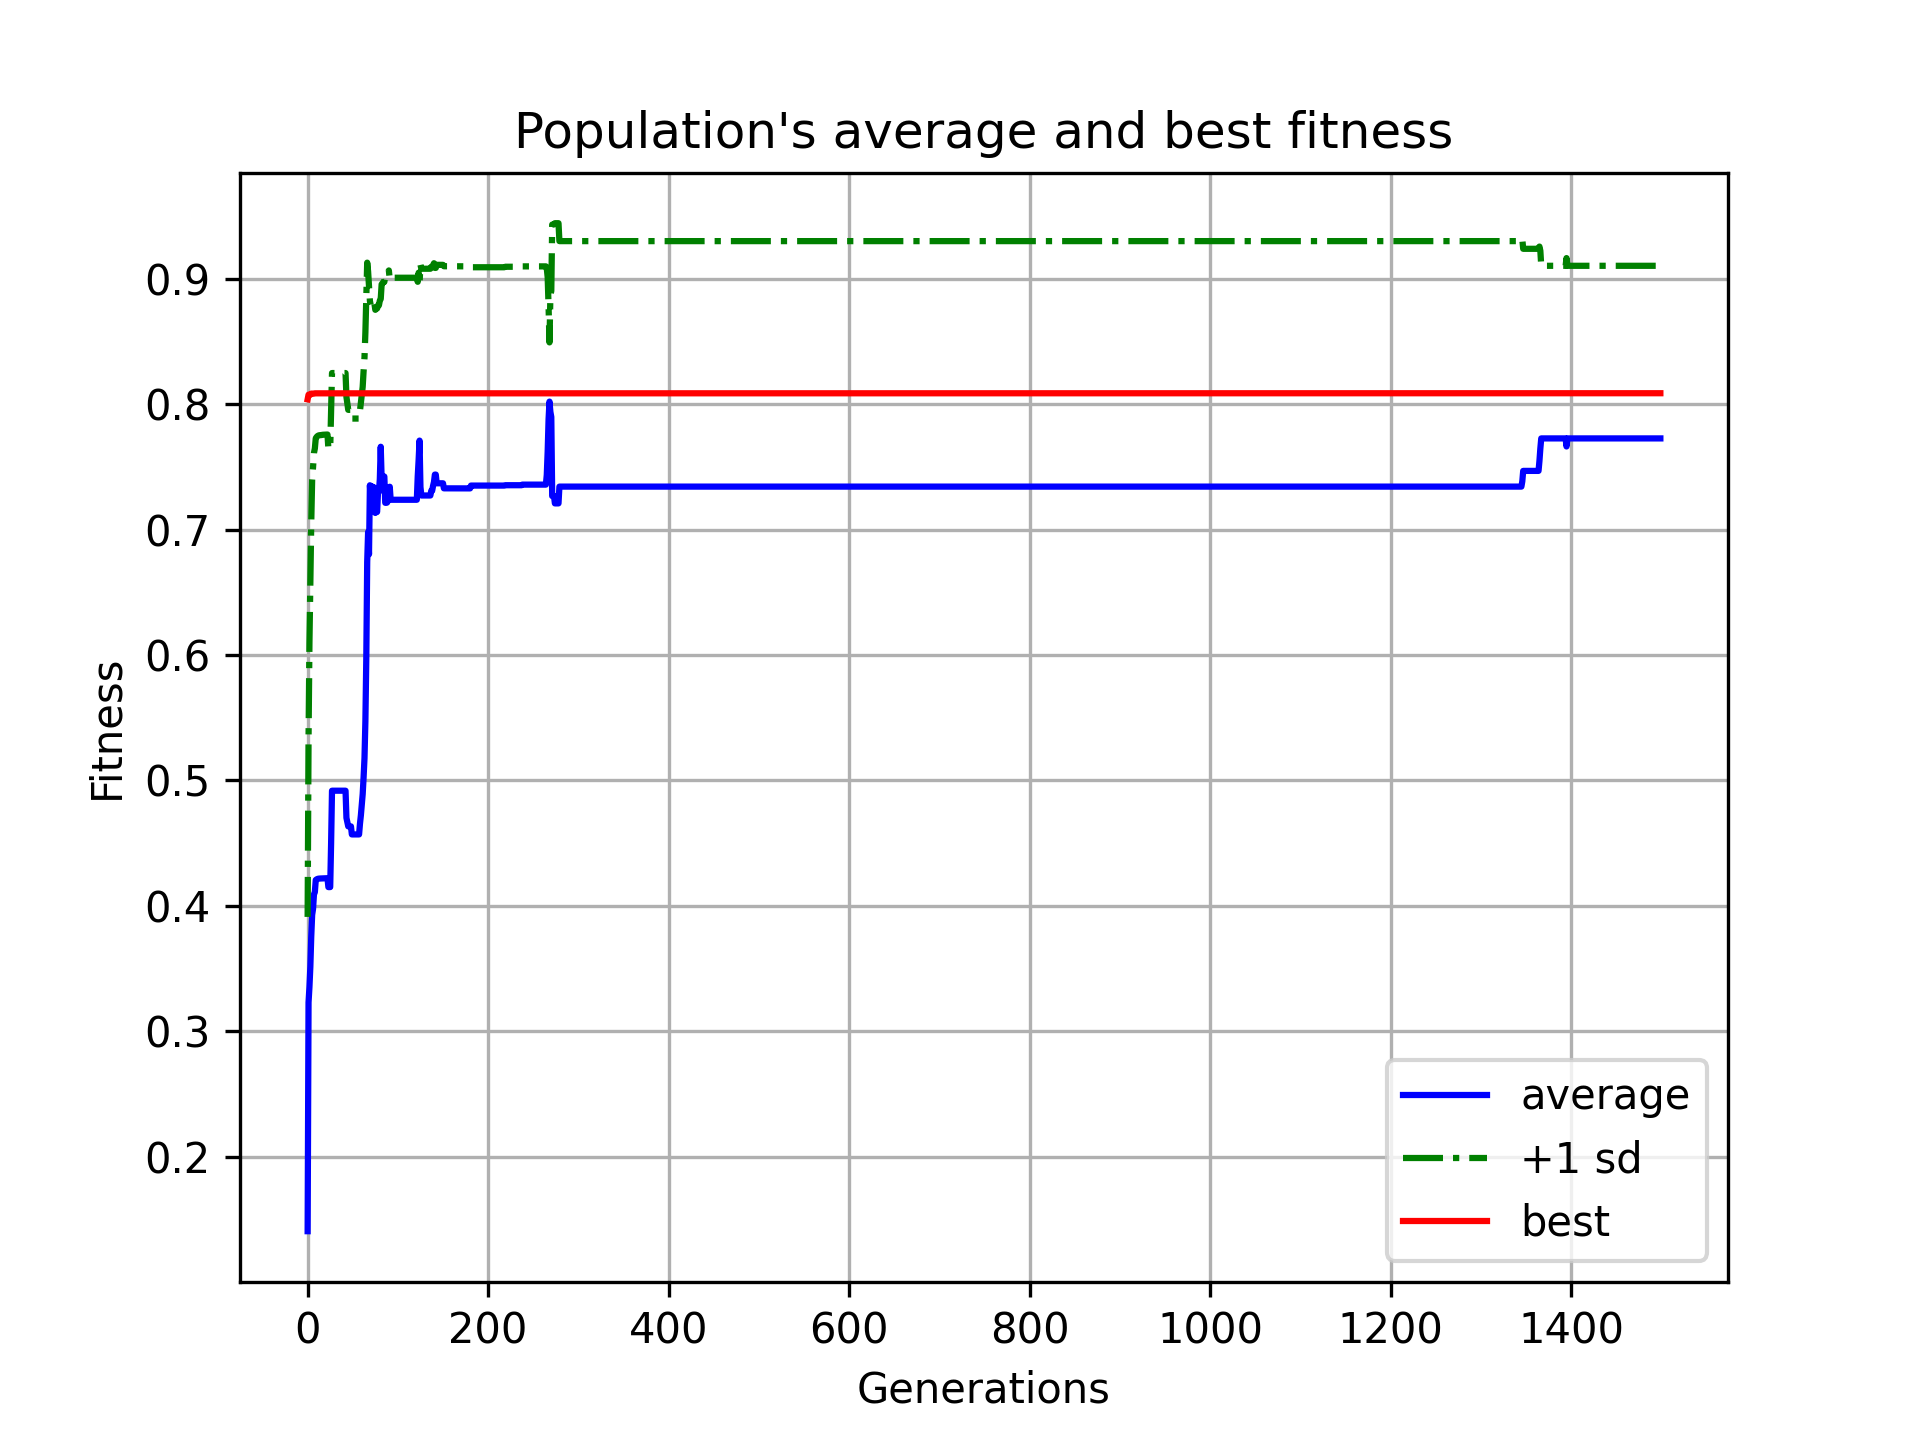 Population's average and best fitness
Fitness
0.9
0.8
0.7
0.6
0.5
0.4
0.3
0.2
average
+1 sd
best
0 200 400 600 800 1000 1200 1400
Generations